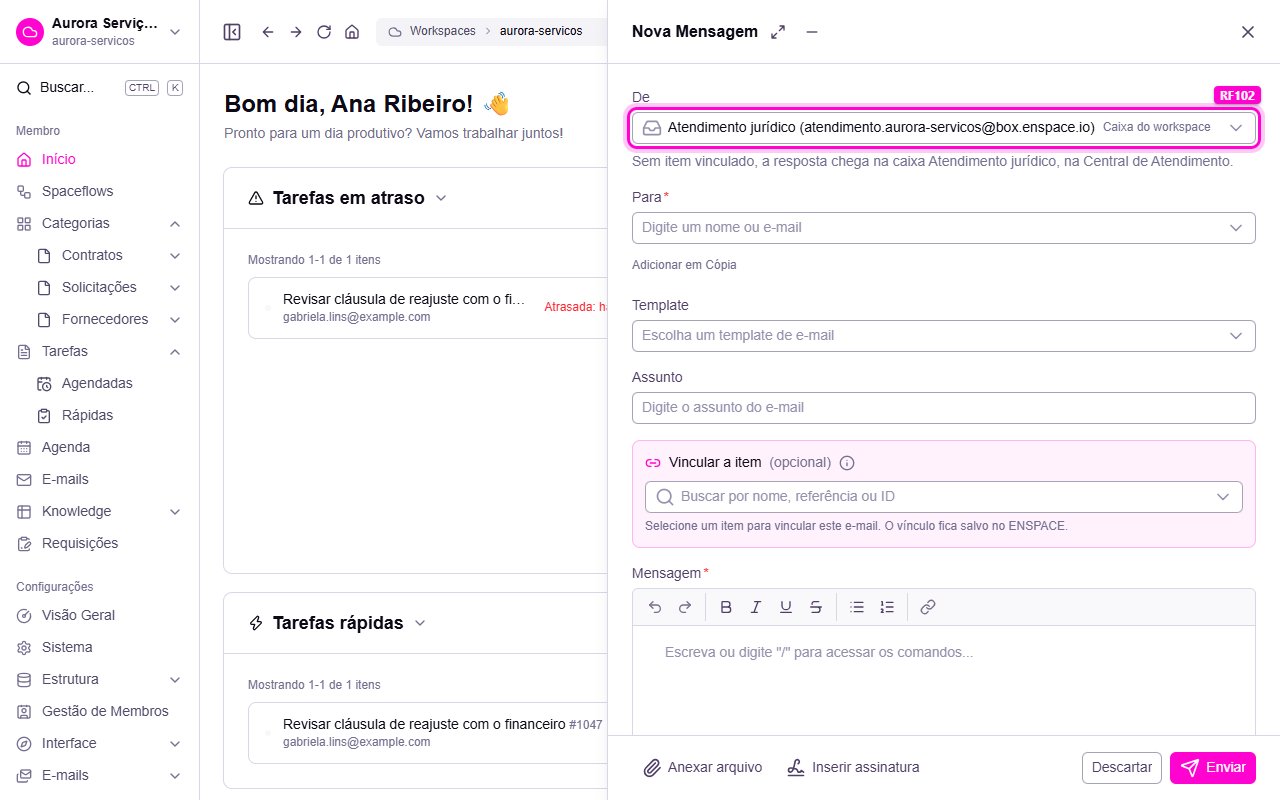 Aurora Serviç...
aurora-servicos
Buscar... CTRL K
Membro
Início
Spaceflows
Categorias
Contratos
Solicitações
Fornecedores
Tarefas
Agendadas
Rápidas
Agenda
E-mails
Knowledge
Requisições
Configurações
Visão Geral
Sistema
Estrutura
Gestão de Membros
Interface
E-mails
Workspaces > aurora-servicos
Bom dia, Ana Ribeiro! 👋
Pronto para um dia produtivo? Vamos trabalhar juntos!
Tarefas em atraso
Mostrando 1-1 de 1 itens
Revisar cláusula de reajuste com o fi...
gabriela.lins@example.com
Atrasada:
Tarefas rápidas
Mostrando 1-1 de 1 itens
Revisar cláusula de reajuste com o financeiro #1047
gabriela.lins@example.com
Nova Mensagem
De
RF102
Atendimento jurídico (atendimento.aurora-servicos@box.enspace.io) Caixa do workspace
Sem item vinculado, a resposta chega na caixa Atendimento jurídico, na Central de Atendimento.
Para*
Digite um nome ou e-mail
Adicionar em Cópia
Template
Escolha um template de e-mail
Assunto
Digite o assunto do e-mail
Vincular a item (opcional)
Buscar por nome, referência ou ID
Selecione um item para vincular este e-mail. O vínculo fica salvo no ENSPACE.
Mensagem*
B I U S
Escreva ou digite "/" para acessar os comandos...
Anexar arquivo
Inserir assinatura
Descartar
Enviar